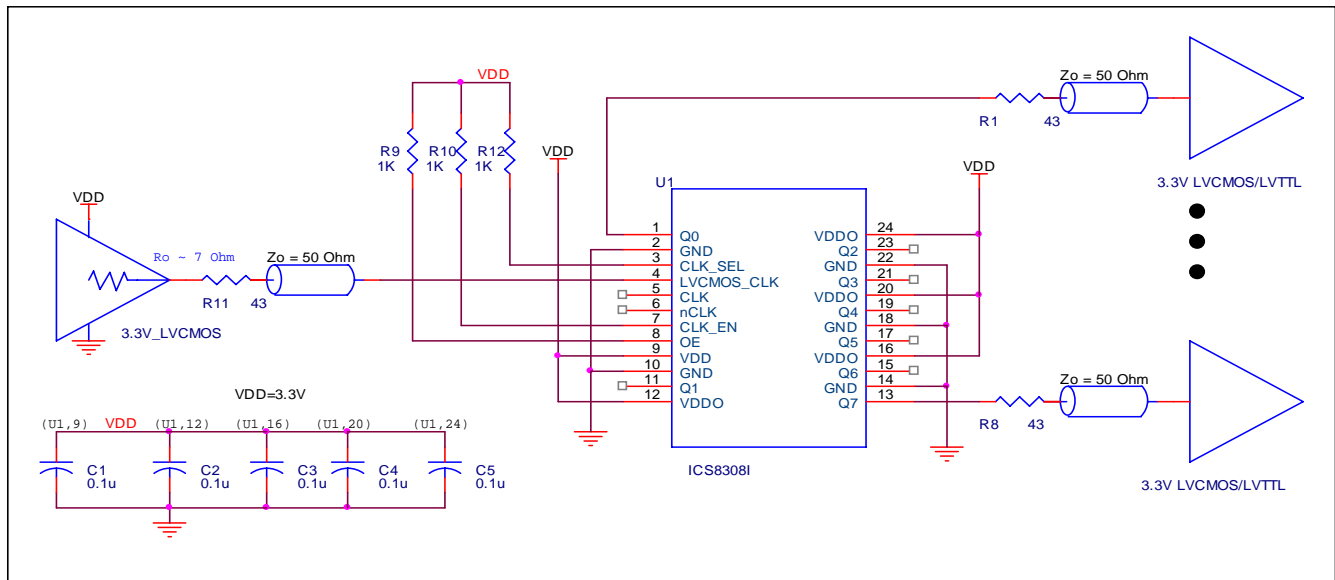 VDD
R9
1K
R10
1K
R12
1K
VDD
VDD
Ro ~ 7 Ohm
R11
43
Zo = 50 Ohm
3.3V_LVCMOS
VDD=3.3V
(U1,9)
VDD
(U1,12)
(U1,16)
(U1,20)
(U1,24)
C1
0.1u
C2
0.1u
C3
0.1u
C4
0.1u
C5
0.1u
U1
1 Q0
2 GND
3 CLK_SEL
4 LVCMOS_CLK
5 CLK
6 nCLK
7 CLK_EN
8 OE
9 VDD
10 GND
11 Q1
12 VDDO
VDDO 24
Q2 23
GND 22
Q3 21
VDDO 20
Q4 19
GND 18
Q5 17
VDDO 16
Q6 15
GND 14
Q7 13
ICS8308I
VDD
R1
43
Zo = 50 Ohm
3.3V LVCMOS/LVTTL
R8
43
Zo = 50 Ohm
3.3V LVCMOS/LVTTL